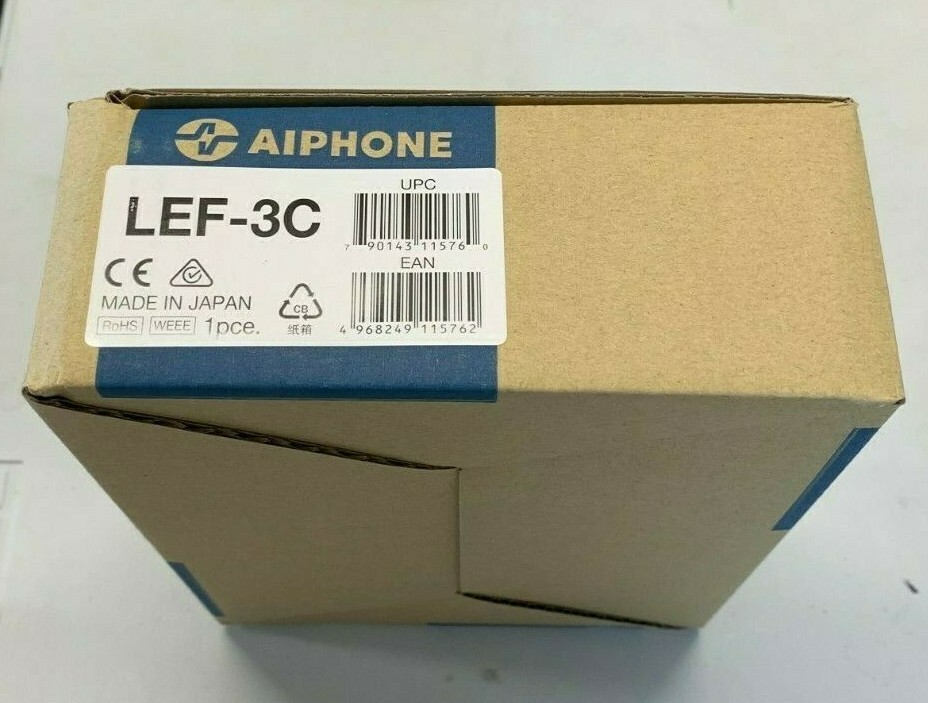 AIPHONE
LEF-3C
UPC
7 90143 11576 0
EAN
4 968249 115762
CE
MADE IN JAPAN
RoHS WEEE 1pce.
CB
纸箱